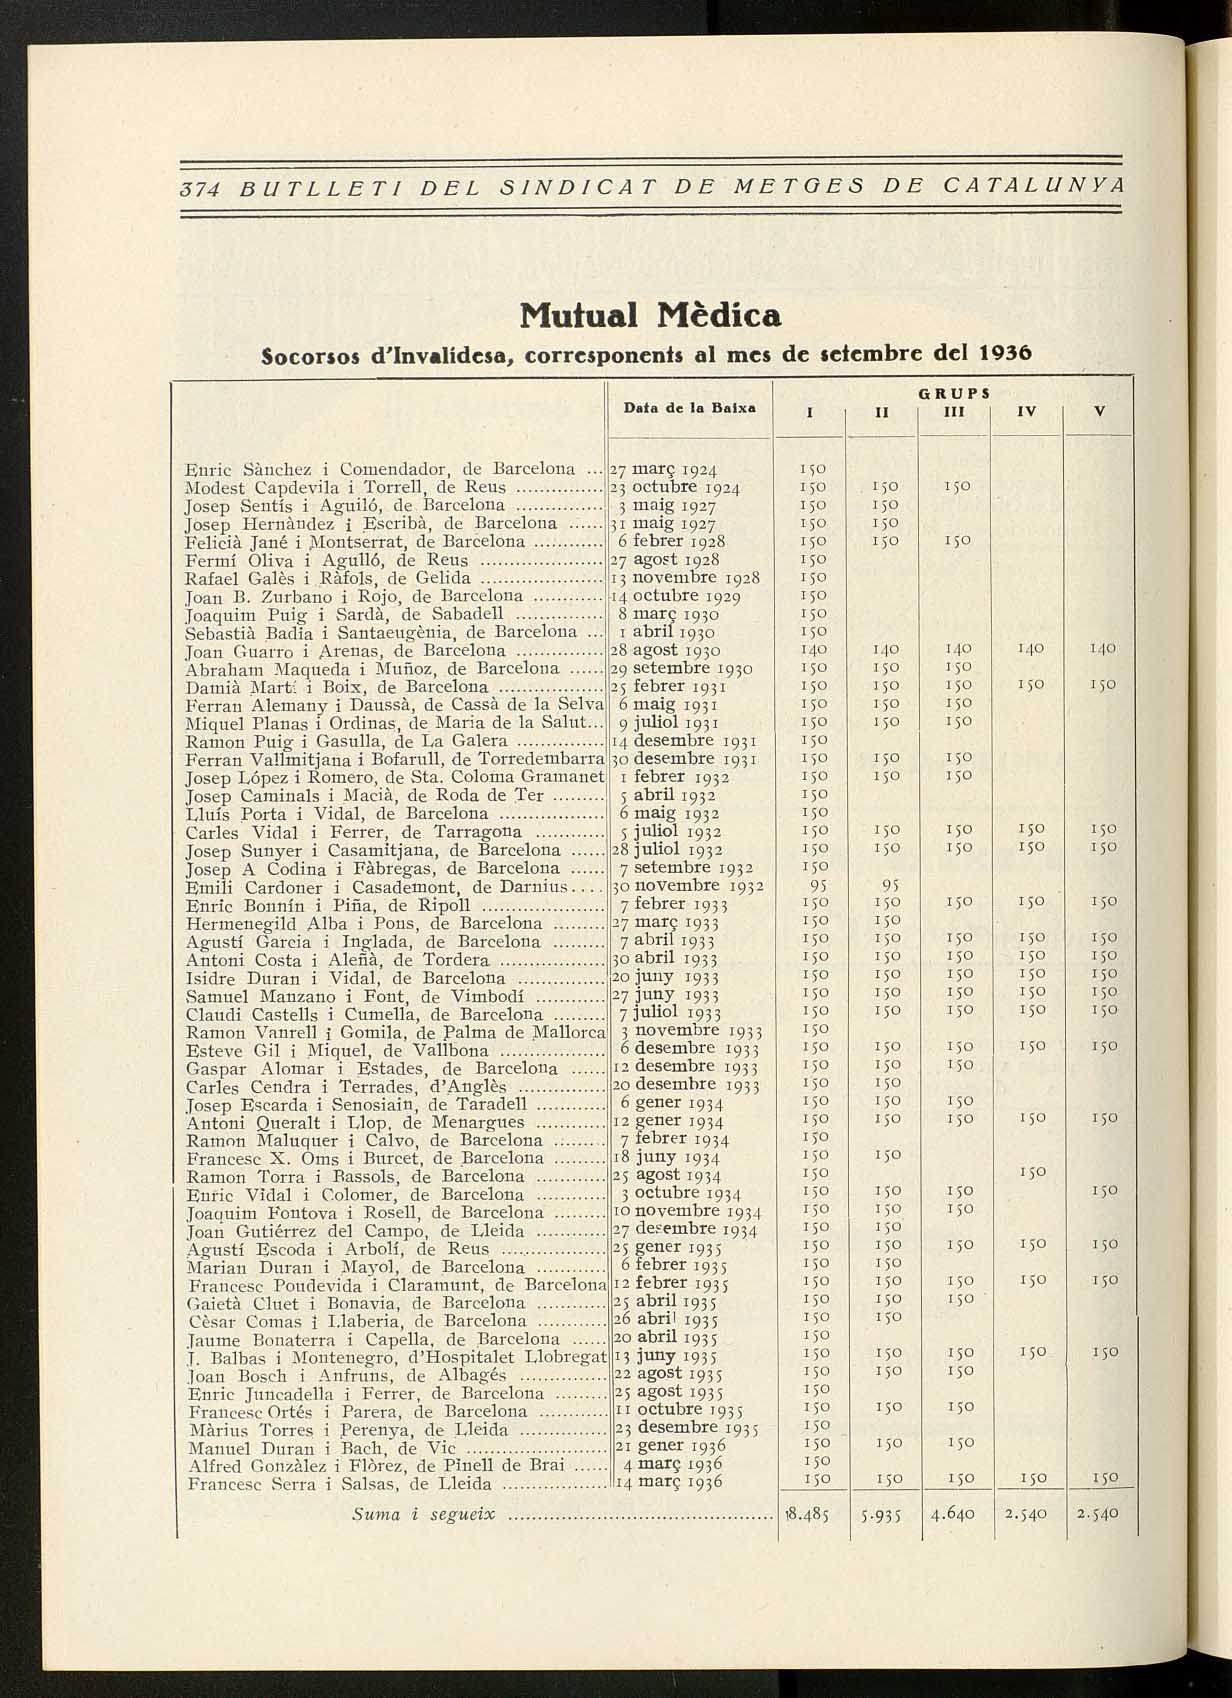 374 BUTLLETI DEL SINDICAT DE METGES DE CATALUNYA
Mutual Mèdica
Socorsos d'Invalidesa, corresponents al mes de setembre del 1936
GRUPS
Data de la Baixa I II III IV V
Enric Sànchez i Comendador, de Barcelona ... 27 març 1924 150
Modest Capdevila i Torrell, de Reus ............... 23 octubre 1924 150 150 150
Josep Sentís i Aguiló, de Barcelona ............... 3 maig 1927 150 150
Josep Hernàndez i Escribà, de Barcelona ...... 31 maig 1927 150 150
Felicià Jané i Montserrat, de Barcelona ............ 6 febrer 1928 150 150 150
Fermí Oliva i Agulló, de Reus ..................... 27 agost 1928 150
Rafael Galès i Ràfols, de Gelida ..................... 13 novembre 1928 150
Joan B. Zurbano i Rojo, de Barcelona ............ 14 octubre 1929 150
Joaquim Puig i Sardà, de Sabadell ............... 8 març 1930 150
Sebastià Badia i Santaeugènia, de Barcelona ... 1 abril 1930 150
Joan Guarro i Arenas, de Barcelona ............... 28 agost 1930 140 140 140 140 140
Abraham Maqueda i Muñoz, de Barcelona ...... 29 setembre 1930 150 150 150
Damià Martí i Boix, de Barcelona .................. 25 febrer 1931 150 150 150 150 150
Ferran Alemany i Daussà, de Cassà de la Selva 6 maig 1931 150 150 150
Miquel Planas i Ordinas, de Maria de la Salut... 9 juliol 1931 150 150 150
Ramon Puig i Gasulla, de La Galera ............... 14 desembre 1931 150
Ferran Vallmitjana i Bofarull, de Torredembarra 30 desembre 1931 150 150 150
Josep López i Romero, de Sta. Coloma Gramanet 1 febrer 1932 150 150 150
Josep Caminals i Macià, de Roda de Ter ......... 5 abril 1932 150
Lluís Porta i Vidal, de Barcelona .................. 6 maig 1932 150
Carles Vidal i Ferrer, de Tarragona ............ 5 juliol 1932 150 150 150 150 150
Josep Sunyer i Casamitjana, de Barcelona ...... 28 juliol 1932 150 150 150 150 150
Josep A Codina i Fàbregas, de Barcelona ...... 7 setembre 1932 150
Emili Cardoner i Casademont, de Darnius.... 30 novembre 1932 95 95
Enric Bonnín i Piña, de Ripoll ..................... 7 febrer 1933 150 150 150 150 150
Hermenegild Alba i Pons, de Barcelona ......... 27 març 1933 150 150
Agustí Garcia i Inglada, de Barcelona ......... 7 abril 1933 150 150 150 150 150
Antoni Costa i Aleñà, de Tordera .................. 30 abril 1933 150 150 150 150 150
Isidre Duran i Vidal, de Barcelona ............... 20 juny 1933 150 150 150 150 150
Samuel Manzano i Font, de Vimbodí ............ 27 juny 1933 150 150 150 150 150
Claudi Castells i Cumella, de Barcelona ......... 7 juliol 1933 150 150 150 150 150
Ramon Vanrell i Gomila, de Palma de Mallorca 3 novembre 1933 150
Esteve Gil i Miquel, de Vallbona .................. 6 desembre 1933 150 150 150 150 150
Gaspar Alomar i Estades, de Barcelona ...... 12 desembre 1933 150 150 150
Carles Cendra i Terrades, d'Anglès ............... 20 desembre 1933 150 150
Josep Escarda i Senosiain, de Taradell ............ 6 gener 1934 150 150 150
Antoni Queralt i Llop, de Menargues ............ 12 gener 1934 150 150 150 150 150
Ramon Maluquer i Calvo, de Barcelona ......... 7 febrer 1934 150
Francesc X. Oms i Burcet, de Barcelona ......... 18 juny 1934 150 150
Ramon Torra i Bassols, de Barcelona ............ 25 agost 1934 150 150
Enric Vidal i Colomer, de Barcelona ............ 3 octubre 1934 150 150 150 150
Joaquim Fontova i Rosell, de Barcelona ......... 10 novembre 1934 150 150 150
Joan Gutiérrez del Campo, de Lleida ............ 27 desembre 1934 150 150
Agustí Escoda i Arbolí, de Reus .................. 25 gener 1935 150 150 150 150 150
Marian Duran i Mayol, de Barcelona ............ 6 febrer 1935 150 150
Francesc Poudevida i Claramunt, de Barcelona 12 febrer 1935 150 150 150 150 150
Gaietà Cluet i Bonavía, de Barcelona ............ 25 abril 1935 150 150 150
Cèsar Comas i Llaberia, de Barcelona ............ 26 abril 1935 150 150
Jaume Bonaterra i Capella, de Barcelona ...... 20 abril 1935 150
J. Balbas i Montenegro, d'Hospitalet Llobregat 13 juny 1935 150 150 150 150 150
Joan Bosch i Anfruns, de Albagés ............... 22 agost 1935 150 150 150
Enric Juncadella i Ferrer, de Barcelona ......... 25 agost 1935 150
Francesc Ortés i Parera, de Barcelona ............ 11 octubre 1935 150 150 150
Màrius Torres i Perenya, de Lleida ............... 23 desembre 1935 150
Manuel Duran i Bach, de Vic ........................ 21 gener 1936 150 150 150
Alfred Gonzàlez i Flòrez, de Pinell de Brai ...... 4 març 1936 150
Francesc Serra i Salsas, de Lleida .................. 14 març 1936 150 150 150 150 150
Suma i segueix ............................................. 18.485 5.935 4.640 2.540 2.540